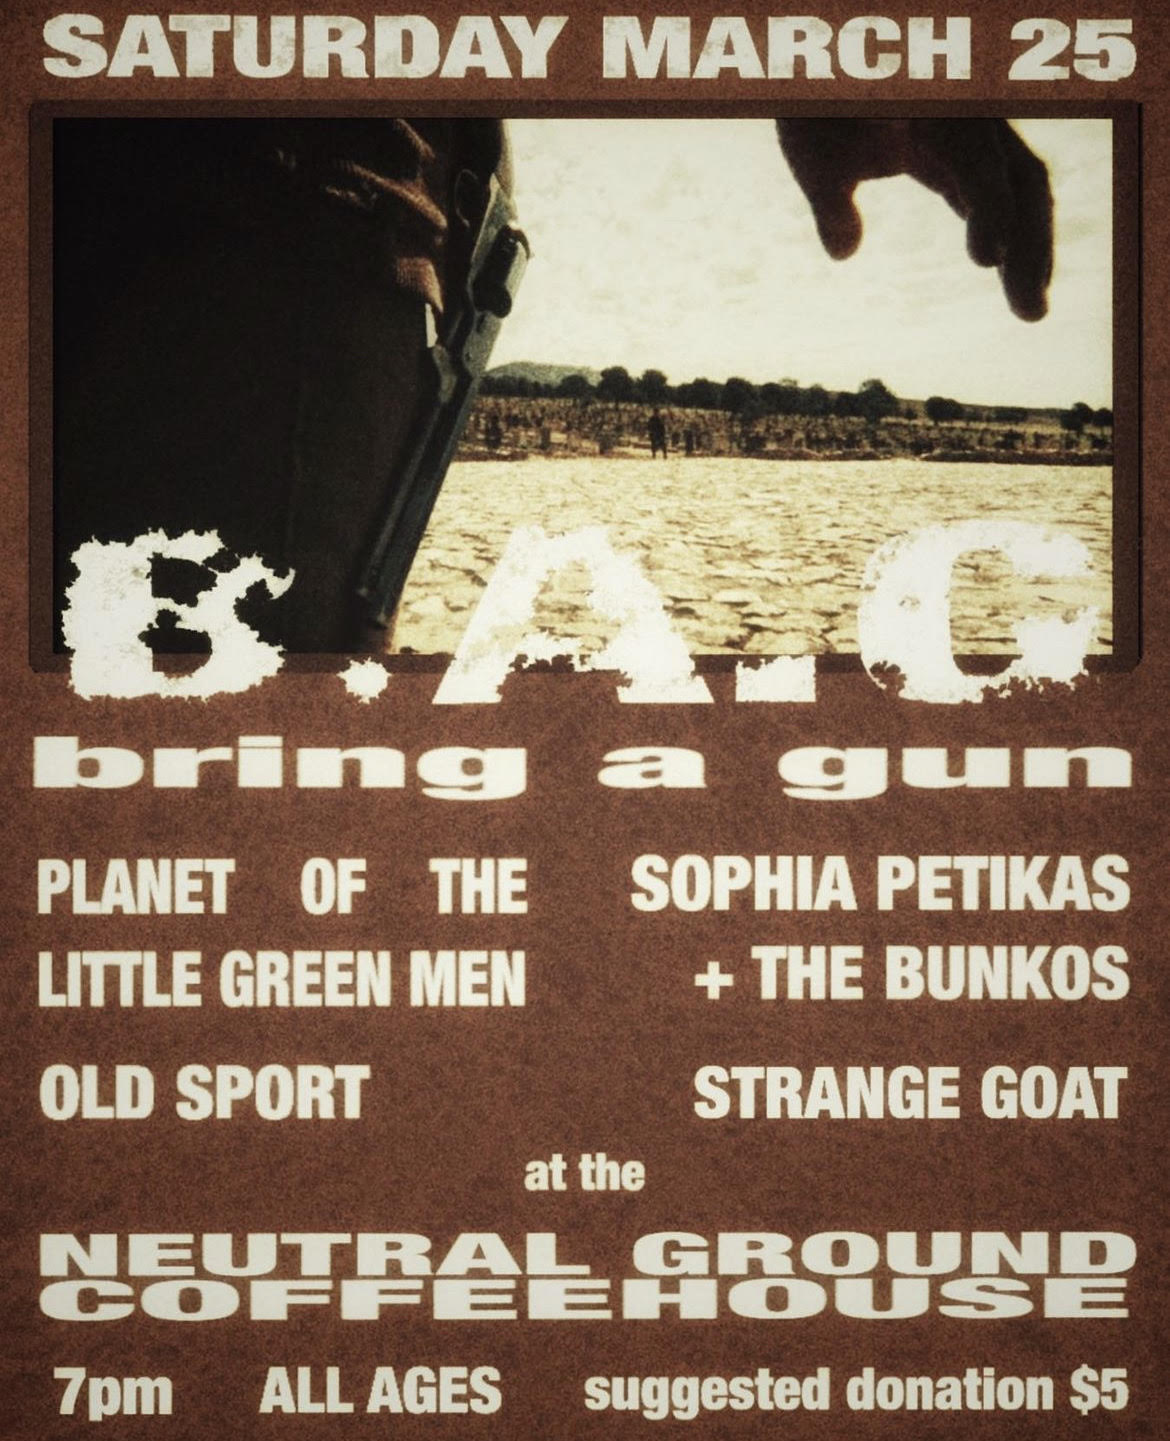 SATURDAY MARCH 25
B.A.G
bring a gun
PLANET OF THE
LITTLE GREEN MEN
SOPHIA PETIKAS
+ THE BUNKOS
OLD SPORT
STRANGE GOAT
at the
NEUTRAL GROUND
COFFEEHOUSE
7pm ALL AGES suggested donation $5